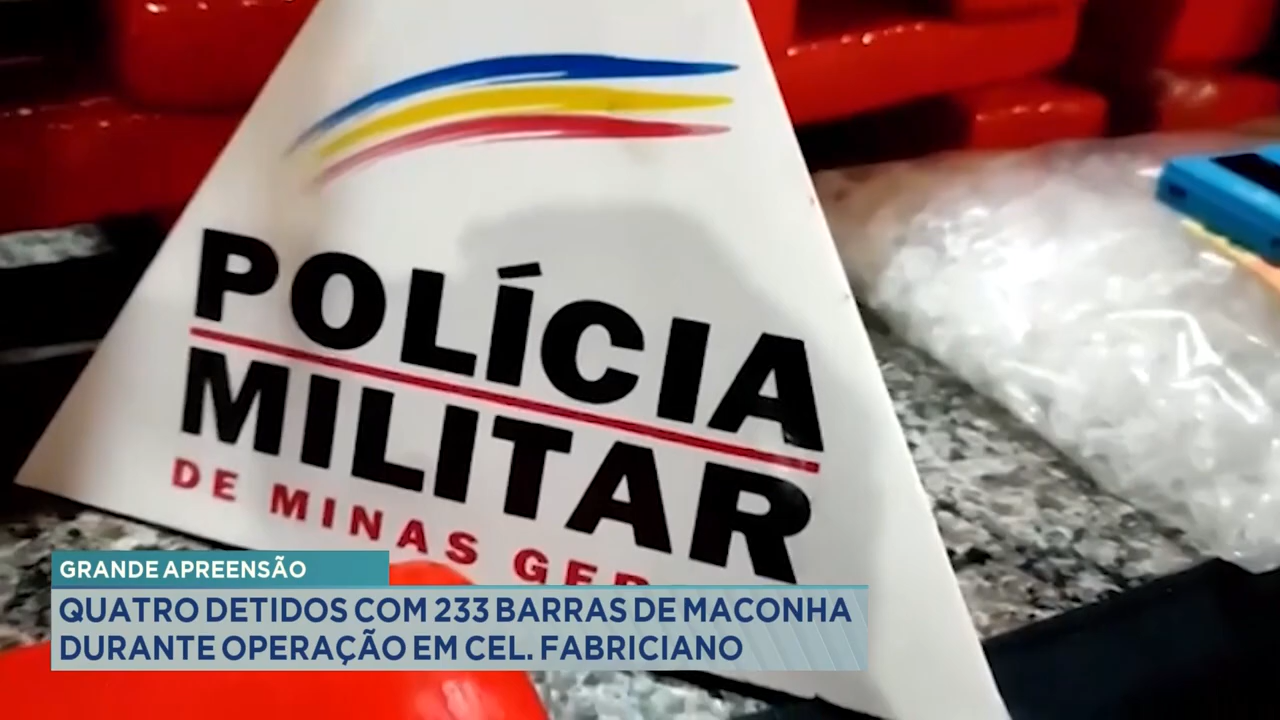 POLÍCIA
MILITAR
DE MINAS
GRANDE APREENSÃO
QUATRO DETIDOS COM 233 BARRAS DE MACONHA
DURANTE OPERAÇÃO EM CEL. FABRICIANO